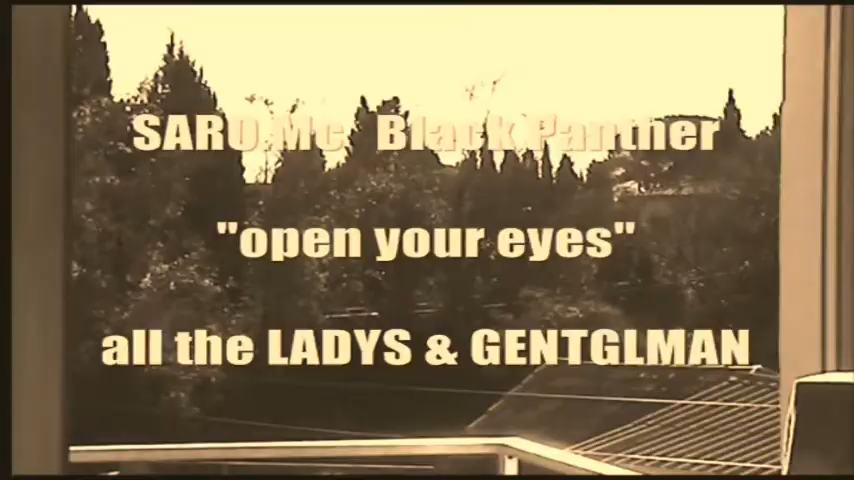 SARO Mc Black Panther
"open your eyes"
all the LADYS & GENTGLMAN